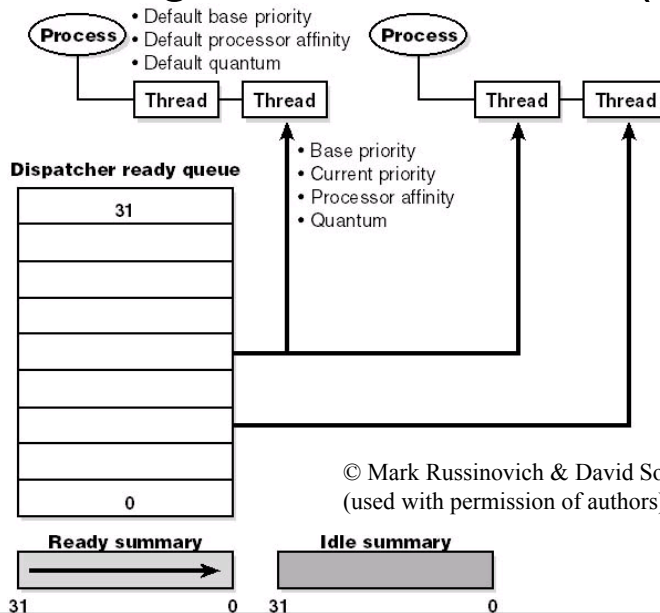 Process
• Default base priority
• Default processor affinity
• Default quantum
Process
Thread
Thread
Thread
Thread
• Base priority
• Current priority
• Processor affinity
• Quantum
Dispatcher ready queue
31
0
© Mark Russinovich & David
(used with permission of authors)
Ready summary
31
0
Idle summary
31
0